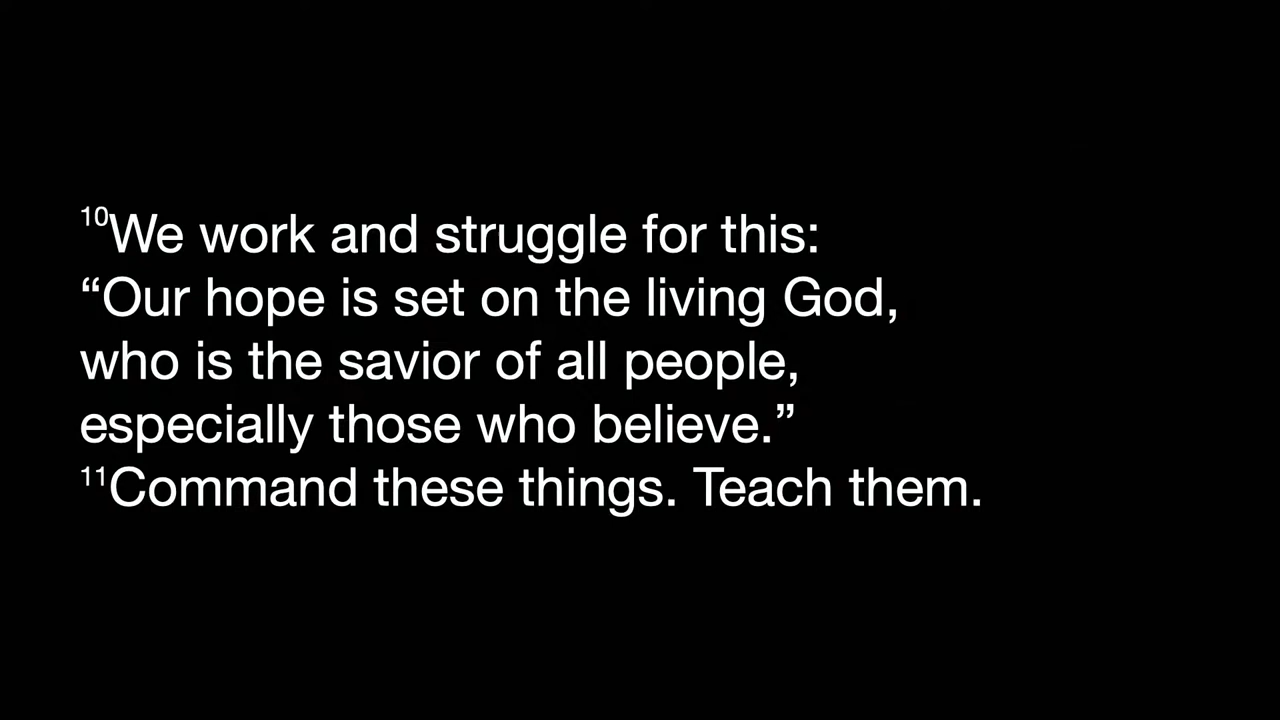 10We work and struggle for this:
“Our hope is set on the living God,
who is the savior of all people,
especially those who believe.”
11Command these things. Teach them.